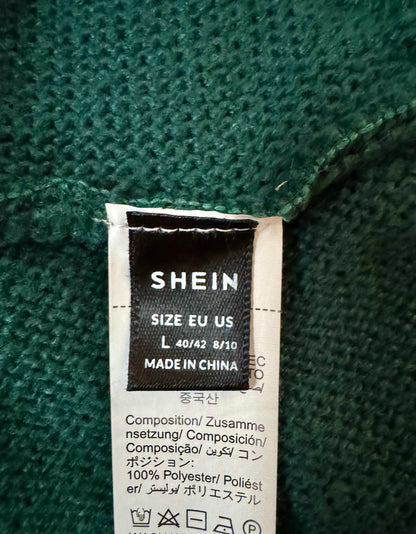 SHEIN
SIZE EU US
L 40/42 8/10
MADE IN CHINA
중국산
Composition/ Zusamme
nsetzung/ Composición/
Composição/ تكوين/ コン
ポジション:
100% Polyester/ Poliést
er/ بوليستر/ ポリエステル